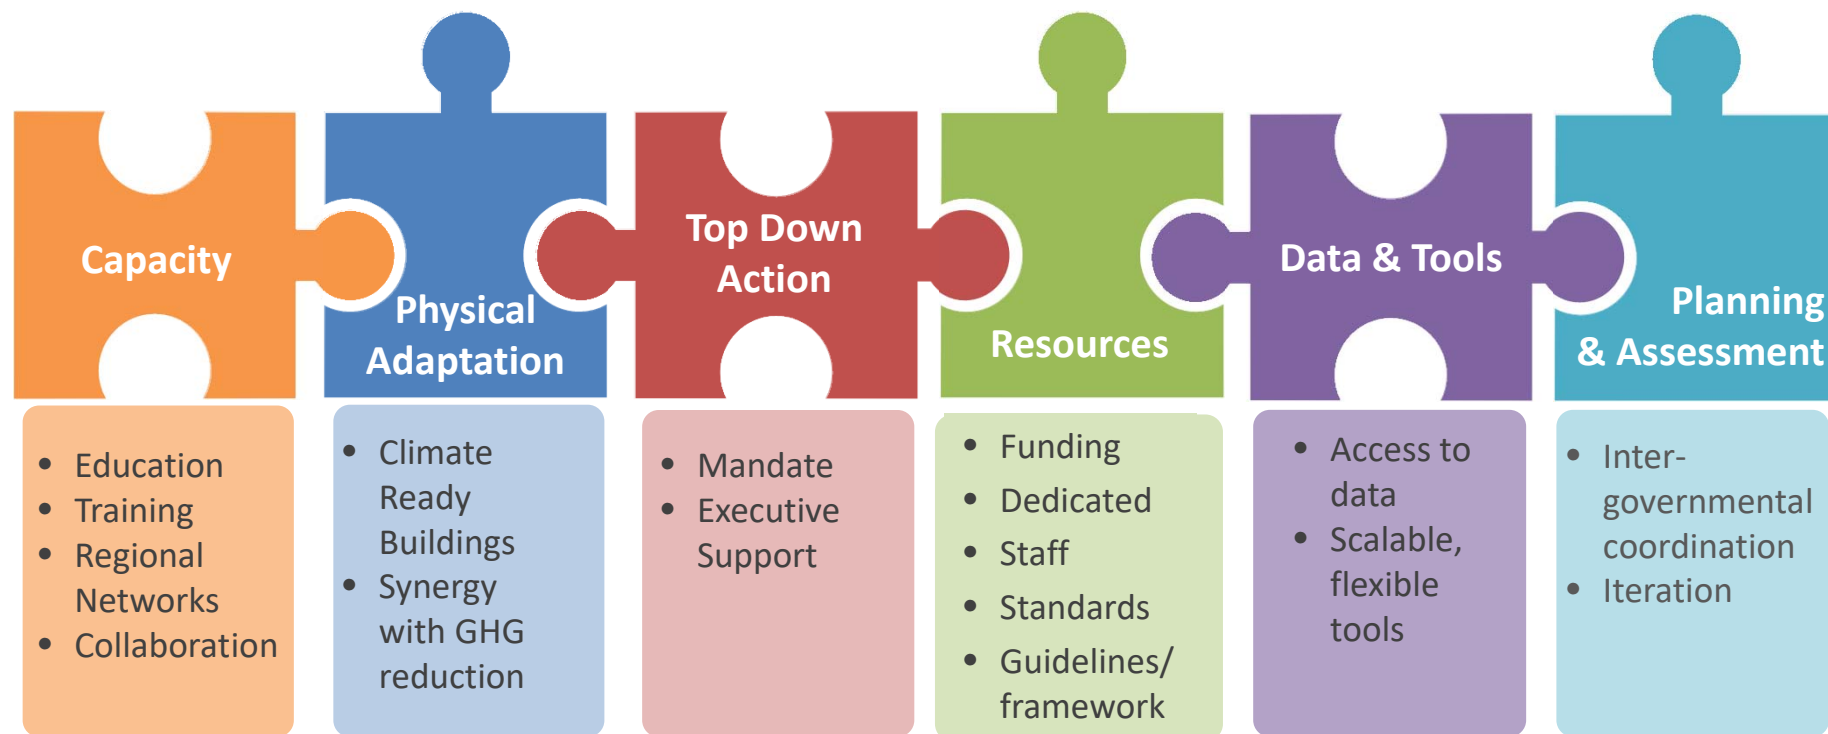 Capacity
• Education
• Training
• Regional
Networks
• Collaboration
Physical
Adaptation
• Climate
Ready
Buildings
• Synergy
with GHG
reduction
Top Down
Action
• Mandate
• Executive
Support
Resources
• Funding
• Dedicated
• Staff
• Standards
• Guidelines/
framework
Data & Tools
• Access to
data
• Scalable,
flexible
tools
Planning
& Assessment
• Inter-
governmental
coordination
• Iteration